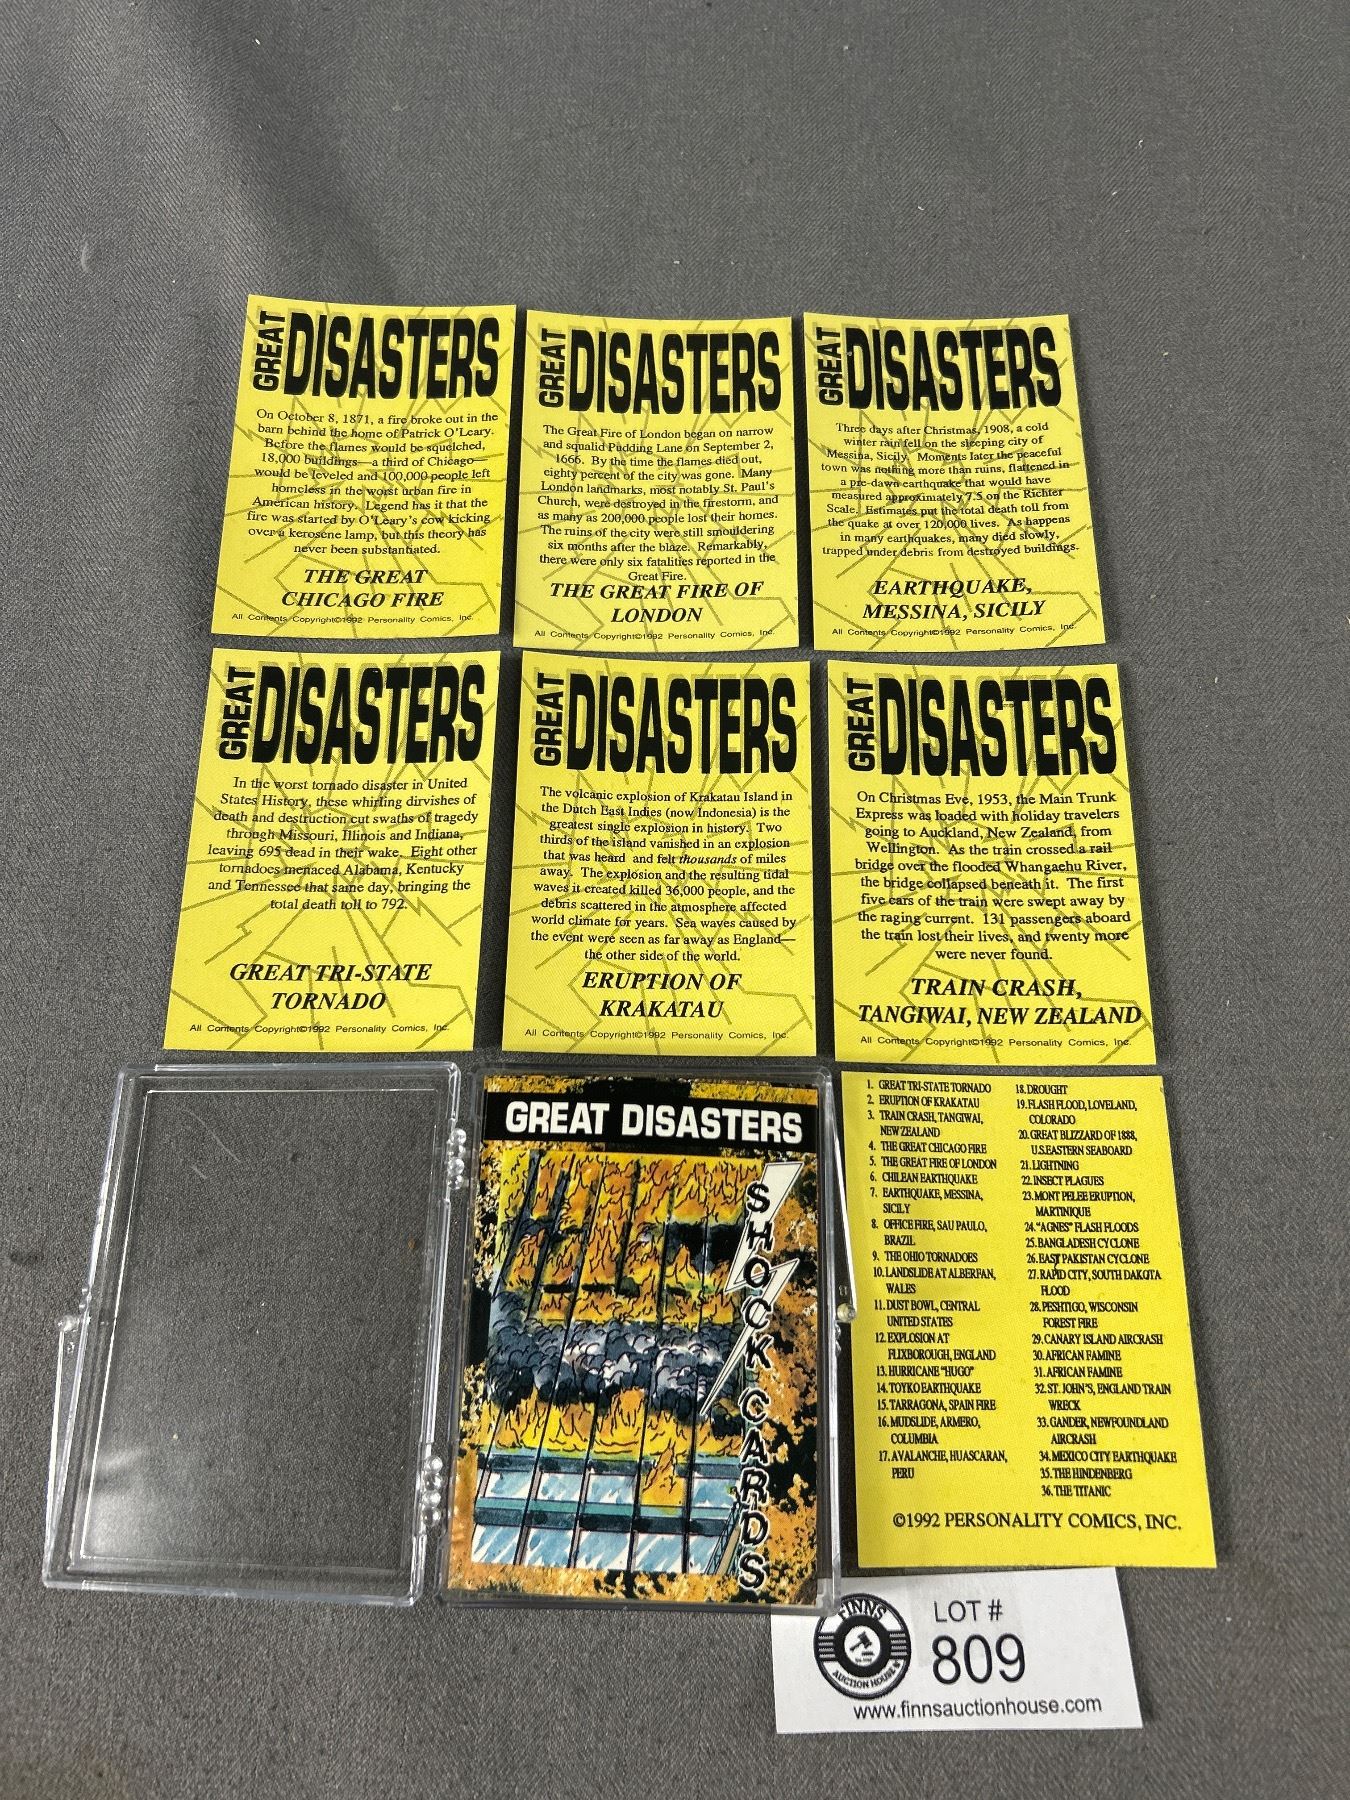 GREAT DISASTERS
On October 8, 1871, a fire broke out in the
barn behind the home of Patrick O'Leary.
Before the flames would be squelched,
18,000 buildings—a third of Chicago—
would be leveled and 100,000 people left
homeless in the worst urban fire in
American history. Legend has it that the
fire was started by O'Leary's cow kicking
over a kerosene lamp, but this theory has
never been substantiated.
THE GREAT
CHICAGO FIRE
All Contents Copyright©1992 Personality Comics, Inc.
GREAT DISASTERS
The Great Fire of London began on narrow
and squalid Pudding Lane on September 2,
1666. By the time the flames died out,
eighty percent of the city was gone. Many
London landmarks, most notably St. Paul's
Church, were destroyed in the firestorm, and
as many as 200,000 people lost their homes.
The ruins of the city were still smouldering
six months after the blaze. Remarkably,
there were only six fatalities reported in the
Great Fire.
THE GREAT FIRE OF
LONDON
All Contents Copyright©1992 Personality Comics, Inc.
GREAT DISASTERS
Three days after Christmas, 1908, a cold
winter rain fell on the sleeping city of
Messina, Sicily. Moments later the peaceful
town was nothing more than ruins, flattened in
a pre-dawn earthquake that would have
measured approximately 7.5 on the Richter
Scale. Estimates put the total death toll from
the quake at over 120,000 lives. As happens
in many earthquakes, many died slowly,
trapped under debris from destroyed buildings.
EARTHQUAKE,
MESSINA, SICILY
All Contents Copyright©1992 Personality Comics, Inc.
GREAT DISASTERS
In the worst tornado disaster in United
States History, these whirling dirvishes of
death and destruction cut swaths of tragedy
through Missouri, Illinois and Indiana,
leaving 695 dead in their wake. Eight other
tornadoes menaced Alabama, Kentucky
and Tennessee that same day, bringing the
total death toll to 792.
GREAT TRI-STATE
TORNADO
All Contents Copyright©1992 Personality Comics, Inc.
GREAT DISASTERS
The volcanic explosion of Krakatau Island in
the Dutch East Indies (now Indonesia) is the
greatest single explosion in history. Two
thirds of the island vanished in an explosion
that was heard and felt thousands of miles
away. The explosion and the resulting tidal
waves it created killed 36,000 people, and the
debris scattered in the atmosphere affected
world climate for years. Sea waves caused by
the event were seen as far away as England—
the other side of the world.
ERUPTION OF
KRAKATAU
All Contents Copyright©1992 Personality Comics, Inc.
GREAT DISASTERS
On Christmas Eve, 1953, the Main Trunk
Express was loaded with holiday travelers
going to Auckland, New Zealand, from
Wellington. As the train crossed a rail
bridge over the flooded Whangaehu River,
the bridge collapsed beneath it. The first
five cars of the train were swept away by
the raging current. 131 passengers aboard
the train lost their lives, and twenty more
were never found.
TRAIN CRASH,
TANGIWAI, NEW ZEALAND
All Contents Copyright©1992 Personality Comics, Inc.
GREAT DISASTERS
SHOCK CARDS
1. GREAT TRI-STATE TORNADO
2. ERUPTION OF KRAKATAU
3. TRAIN CRASH, TANGIWAI,
NEW ZEALAND
4. THE GREAT CHICAGO FIRE
5. THE GREAT FIRE OF LONDON
6. CHILEAN EARTHQUAKE
7. EARTHQUAKE, MESSINA,
SICILY
8. OFFICE FIRE, SAU PAULO,
BRAZIL
9. THE OHIO TORNADOES
10. LANDSLIDE AT ALBERFAN,
WALES
11. DUST BOWL, CENTRAL
UNITED STATES
12. EXPLOSION AT
FLIXBOROUGH, ENGLAND
13. HURRICANE "HUGO"
14. TOYKO EARTHQUAKE
15. TARRAGONA, SPAIN FIRE
16. MUDSLIDE, ARMERO,
COLUMBIA
17. AVALANCHE, HUASCARAN,
PERU
18. DROUGHT
19. FLASH FLOOD, LOVELAND,
COLORADO
20. GREAT BLIZZARD OF 1888,
U.S. EASTERN SEABOARD
21. LIGHTNING
22. INSECT PLAGUES
23. MONT PELEE ERUPTION,
MARTINIQUE
24. "AGNES" FLASH FLOODS
25. BANGLADESH CYCLONE
26. EAST PAKISTAN CYCLONE
27. RAPID CITY, SOUTH DAKOTA
FLOOD
28. PESHTIGO, WISCONSIN
FOREST FIRE
29. CANARY ISLAND AIRCRASH
30. AFRICAN FAMINE
31. AFRICAN FAMINE
32. ST. JOHN'S, ENGLAND TRAIN
WRECK
33. GANDER, NEWFOUNDLAND
AIRCRASH
34. MEXICO CITY EARTHQUAKE
35. THE HINDENBERG
36. THE TITANIC
©1992 PERSONALITY COMICS, INC.
FINNS
AUCTION HOUSE
LOT #
809
www.finnsauctionhouse.com